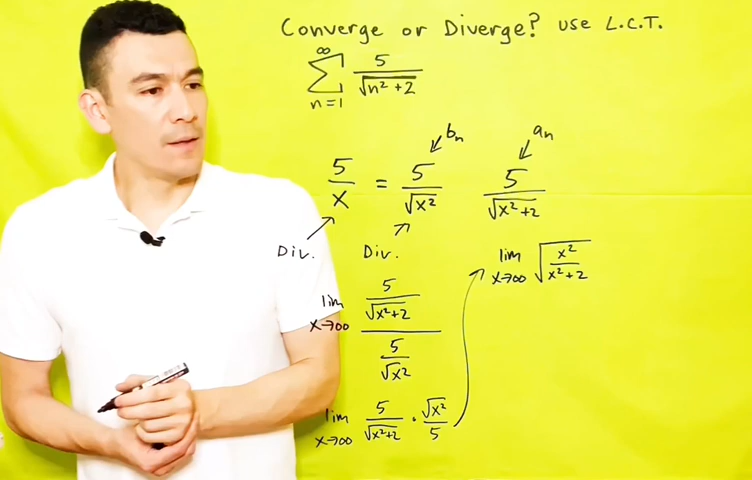 Converge or Diverge? use L.C.T.
∞
∑ 5/√(n²+2)
n=1
bₙ
aₙ
5/x = 5/√x²
5/√(x²+2)
Div.
Div.
lim x→∞ (5/√(x²+2))/(5/√x²)
lim x→∞ 5/√(x²+2) · √x²/5
lim x→∞ √(x²/(x²+2))